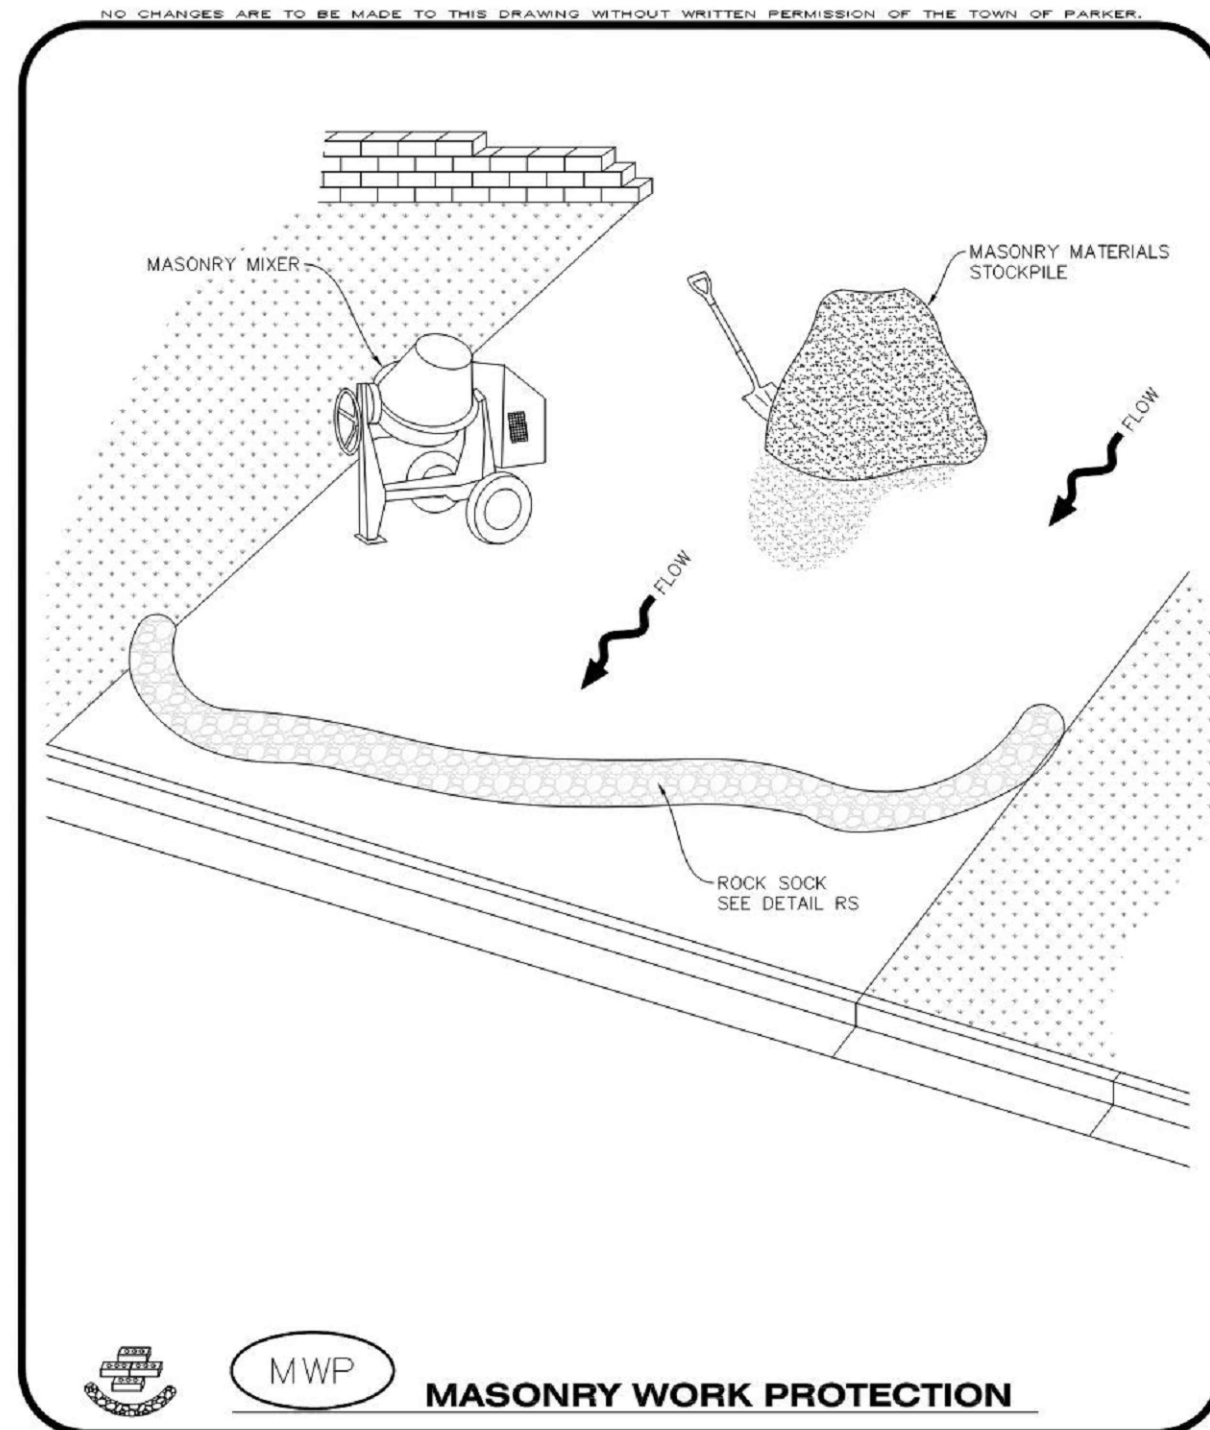 NO CHANGES ARE TO BE MADE TO THIS DRAWING WITHOUT WRITTEN PERMISSION OF THE TOWN OF PARKER.
MASONRY MIXER
MASONRY MATERIALS
STOCKPILE
FLOW
FLOW
ROCK SOCK
SEE DETAIL RS
MWP
MASONRY WORK PROTECTION